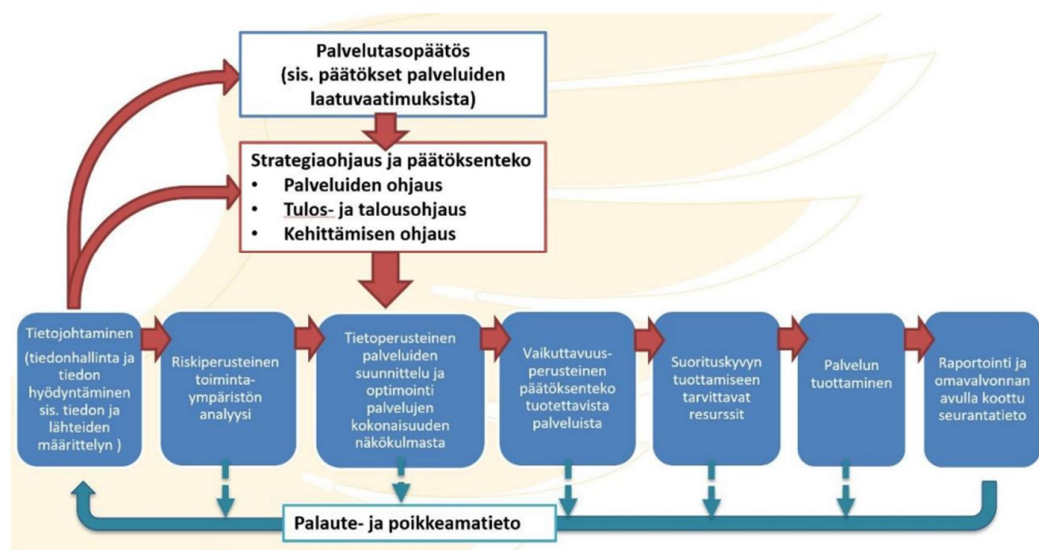 Palvelutasopäätös
(sis. päätökset palveluiden
laatuvaatimuksista)
Strategiaohjaus ja päätöksenteko
• Palveluiden ohjaus
• Tulos- ja talousohjaus
• Kehittämisen ohjaus
Tietojohtaminen
(tiedonhallinta ja
tiedon
hyödyntäminen
sis. tiedon ja
lähteiden
määrittelyn )
Riskiperusteinen
toiminta-
ympäristön
analyysi
Tietoperusteinen
palveluiden
suunnittelu ja
optimointi
palvelujen
kokonaisuuden
näkökulmasta
Vaikuttavuus-
perusteinen
päätöksenteko
tuotettavista
palveluista
Suorituskyvyn
tuottamiseen
tarvittavat
resurssit
Palvelun
tuottaminen
Raportointi ja
omavalvonnan
avulla koottu
seurantatieto
Palaute- ja poikkeamatieto